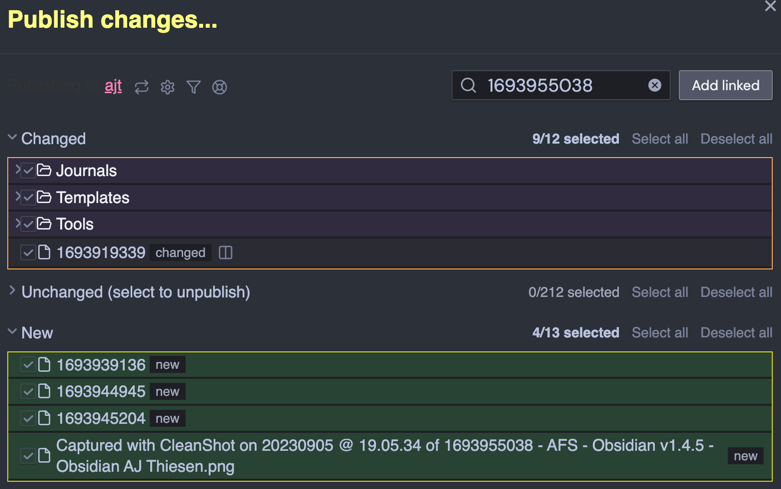 Publish changes...
ajt
1693955038
Add linked
Changed
9/12 selected Select all Deselect all
Journals
Templates
Tools
1693919339 changed
Unchanged (select to unpublish)
0/212 selected Select all Deselect all
New
4/13 selected Select all Deselect all
1693939136 new
1693944945 new
1693945204 new
Captured with CleanShot on 20230905 @ 19.05.34 of 1693955038 - AFS - Obsidian v1.4.5 -
Obsidian AJ Thiesen.png
new